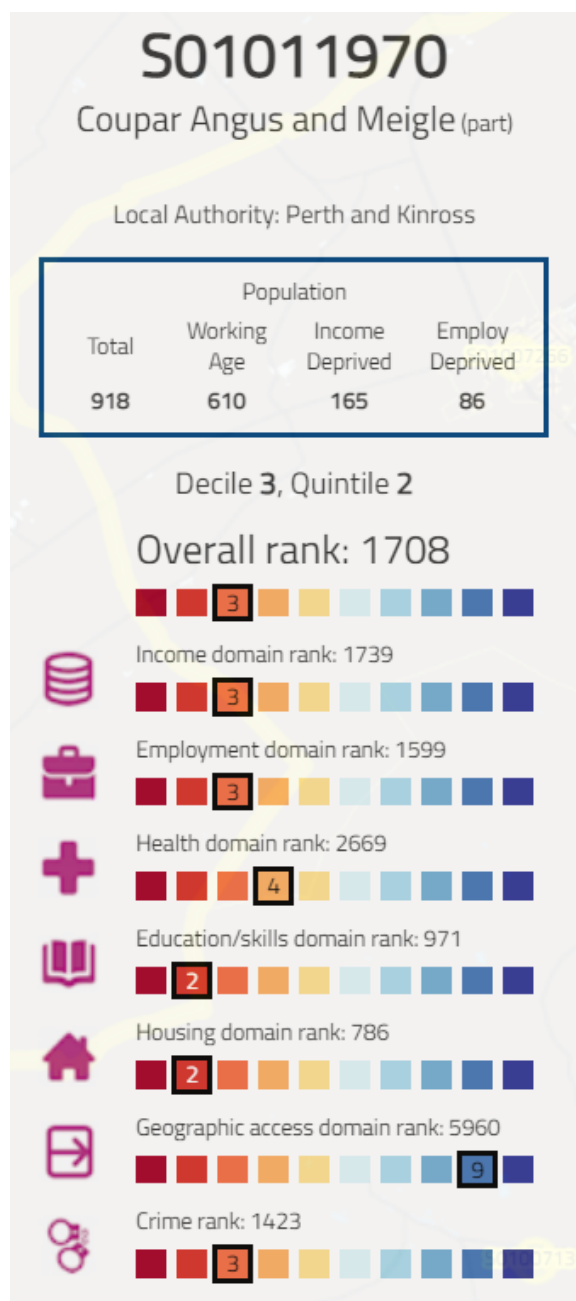 S01011970
Coupar Angus and Meigle (part)
Local Authority: Perth and Kinross
Population
Total Working Age Income Deprived Employ Deprived
918 610 165 86
S01007266
Decile 3, Quintile 2
Overall rank: 1708
3
Income domain rank: 1739
3
Employment domain rank: 1599
3
Health domain rank: 2669
4
Education/skills domain rank: 971
2
Housing domain rank: 786
2
Geographic access domain rank: 5960
9
Crime rank: 1423
3